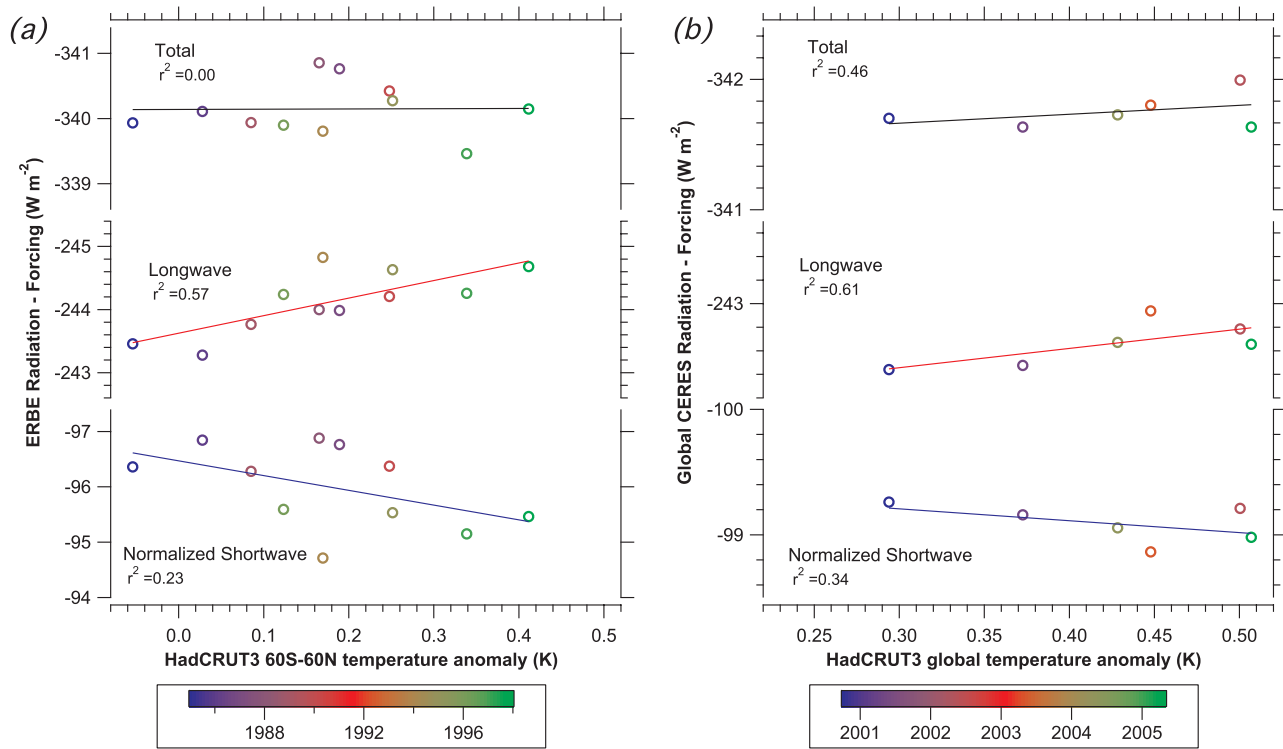 (a)
ERBE Radiation - Forcing (W m-2)
-341
-340
-339
-245
-244
-243
-97
-96
-95
-94
Total
r2 =0.00
Longwave
r2 =0.57
Normalized Shortwave
r2 =0.23
0.0 0.1 0.2 0.3 0.4 0.5
HadCRUT3 60S-60N temperature anomaly (K)
1988 1992 1996
(b)
Global CERES Radiation - Forcing (W m-2)
-342
-341
-243
-100
-99
Total
r2 =0.46
Longwave
r2 =0.61
Normalized Shortwave
r2 =0.34
0.25 0.30 0.35 0.40 0.45 0.50
HadCRUT3 global temperature anomaly (K)
2001 2002 2003 2004 2005